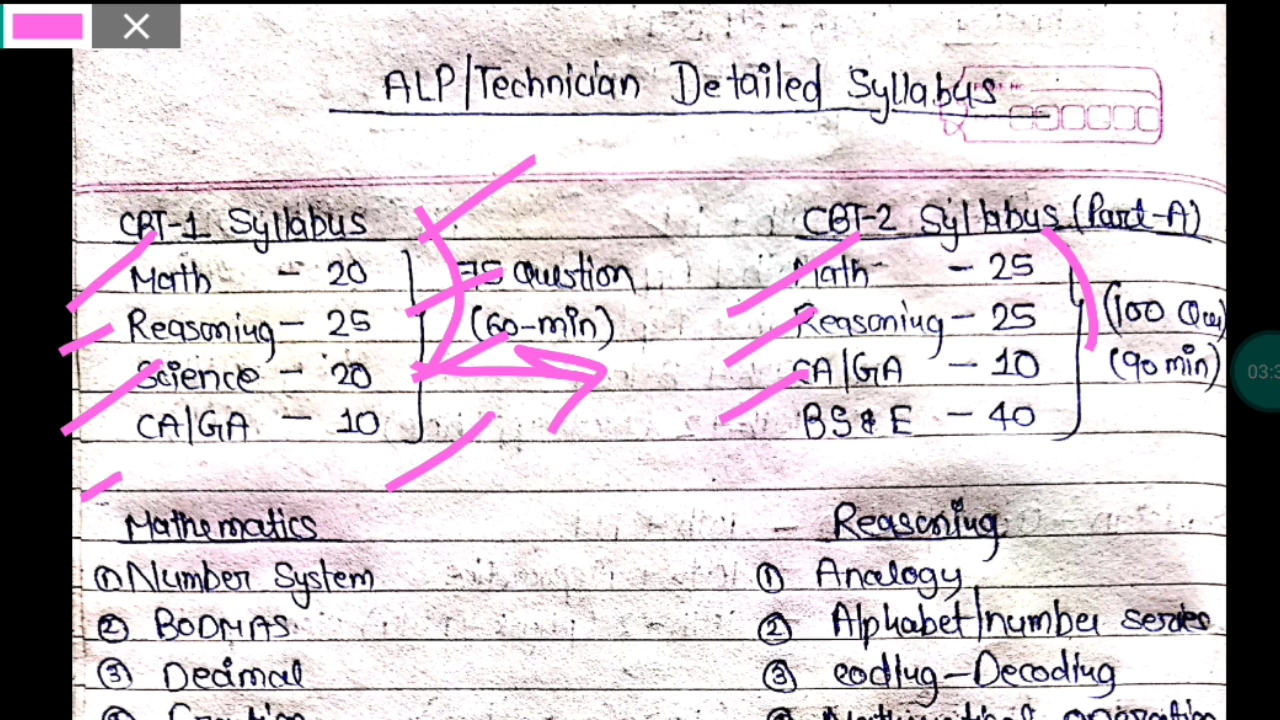 ALP/Technician Detailed Syllabus
CBT-1 Syllabus
Math - 20
Reasoning - 25
Science - 20
CA/GA - 10
75 Question
(60-min)
CBT-2 Syllabus (Part-A)
Math - 25
Reasoning - 25
CA/GA - 10
BS & E - 40
(100 Que)
(90 min)
Mathematics
① Number System
② BODMAS
③ Decimal
Reasoning
① Analogy
② Alphabet/number series
③ Coding-Decoding
03:3